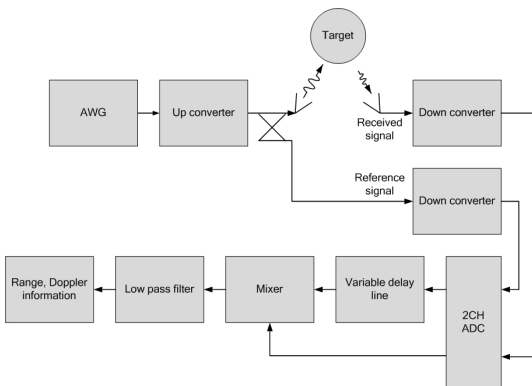 Target
AWG
Up converter
Received
signal
Down converter
Reference
signal
Down converter
Range, Doppler
information
Low pass filter
Mixer
Variable delay
line
2CH
ADC